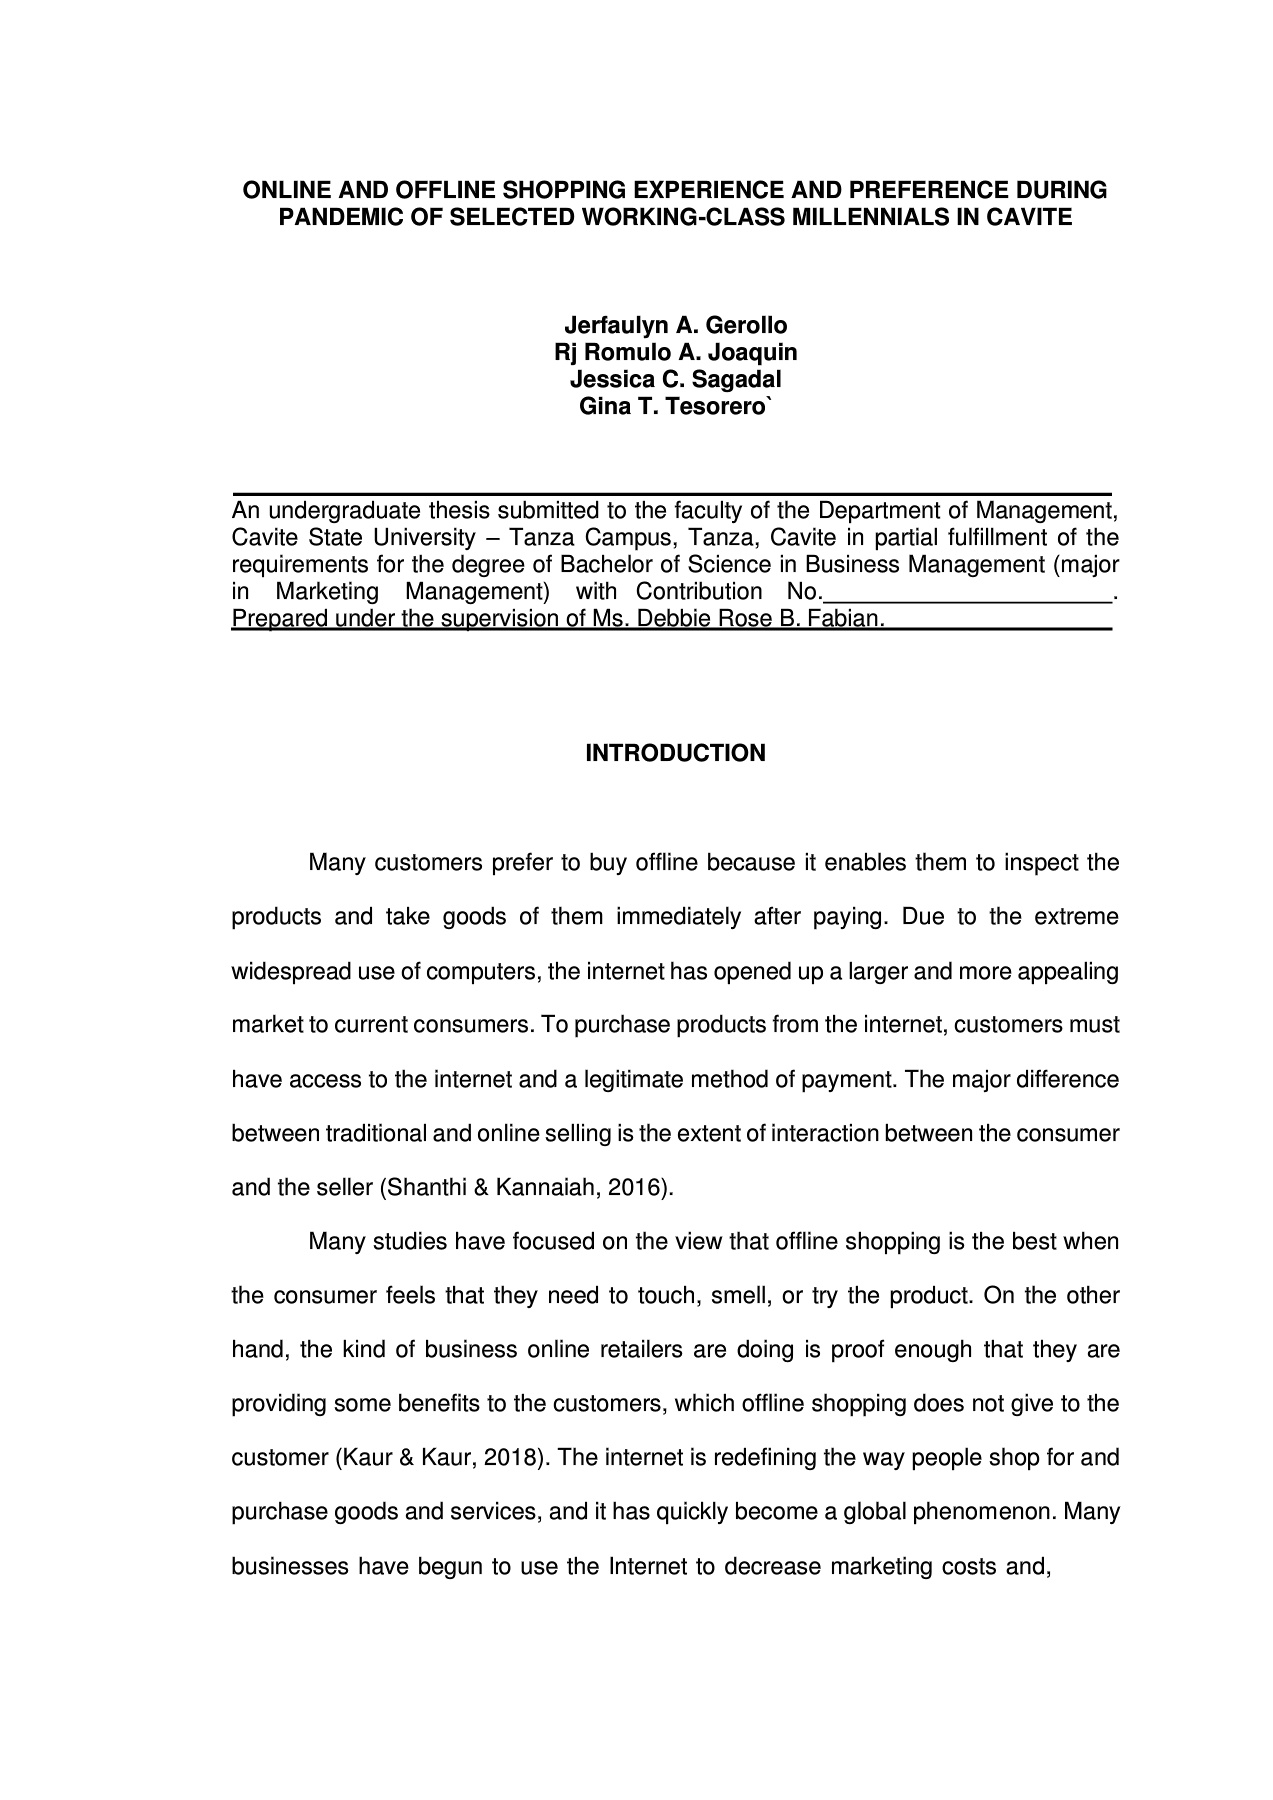 ONLINE AND OFFLINE SHOPPING EXPERIENCE AND PREFERENCE DURING
PANDEMIC OF SELECTED WORKING-CLASS MILLENNIALS IN CAVITE
Jerfaulyn A. Gerollo
Rj Romulo A. Joaquin
Jessica C. Sagadal
Gina T. Tesorero`
An undergraduate thesis submitted to the faculty of the Department of Management,
Cavite State University – Tanza Campus, Tanza, Cavite in partial fulfillment of the
requirements for the degree of Bachelor of Science in Business Management (major
in Marketing Management) with Contribution No.______________________.
Prepared under the supervision of Ms. Debbie Rose B. Fabian.
INTRODUCTION
Many customers prefer to buy offline because it enables them to inspect the
products and take goods of them immediately after paying. Due to the extreme
widespread use of computers, the internet has opened up a larger and more appealing
market to current consumers. To purchase products from the internet, customers must
have access to the internet and a legitimate method of payment. The major difference
between traditional and online selling is the extent of interaction between the consumer
and the seller (Shanthi & Kannaiah, 2016).
Many studies have focused on the view that offline shopping is the best when
the consumer feels that they need to touch, smell, or try the product. On the other
hand, the kind of business online retailers are doing is proof enough that they are
providing some benefits to the customers, which offline shopping does not give to the
customer (Kaur & Kaur, 2018). The internet is redefining the way people shop for and
purchase goods and services, and it has quickly become a global phenomenon. Many
businesses have begun to use the Internet to decrease marketing costs and,